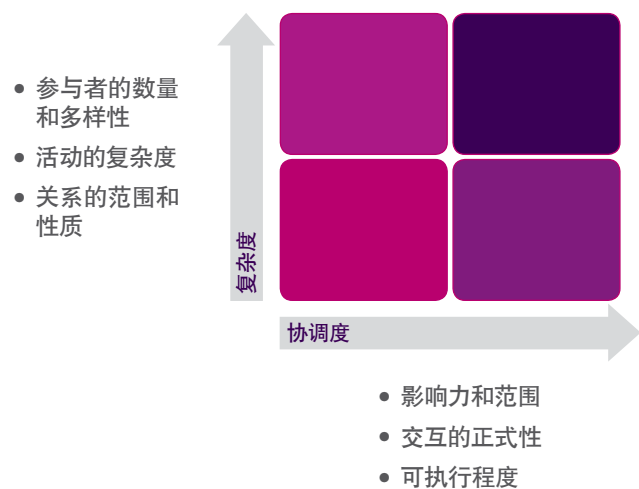 • 参与者的数量
和多样性
• 活动的复杂度
• 关系的范围和
性质
复杂度
协调度
• 影响力和范围
• 交互的正式性
• 可执行程度